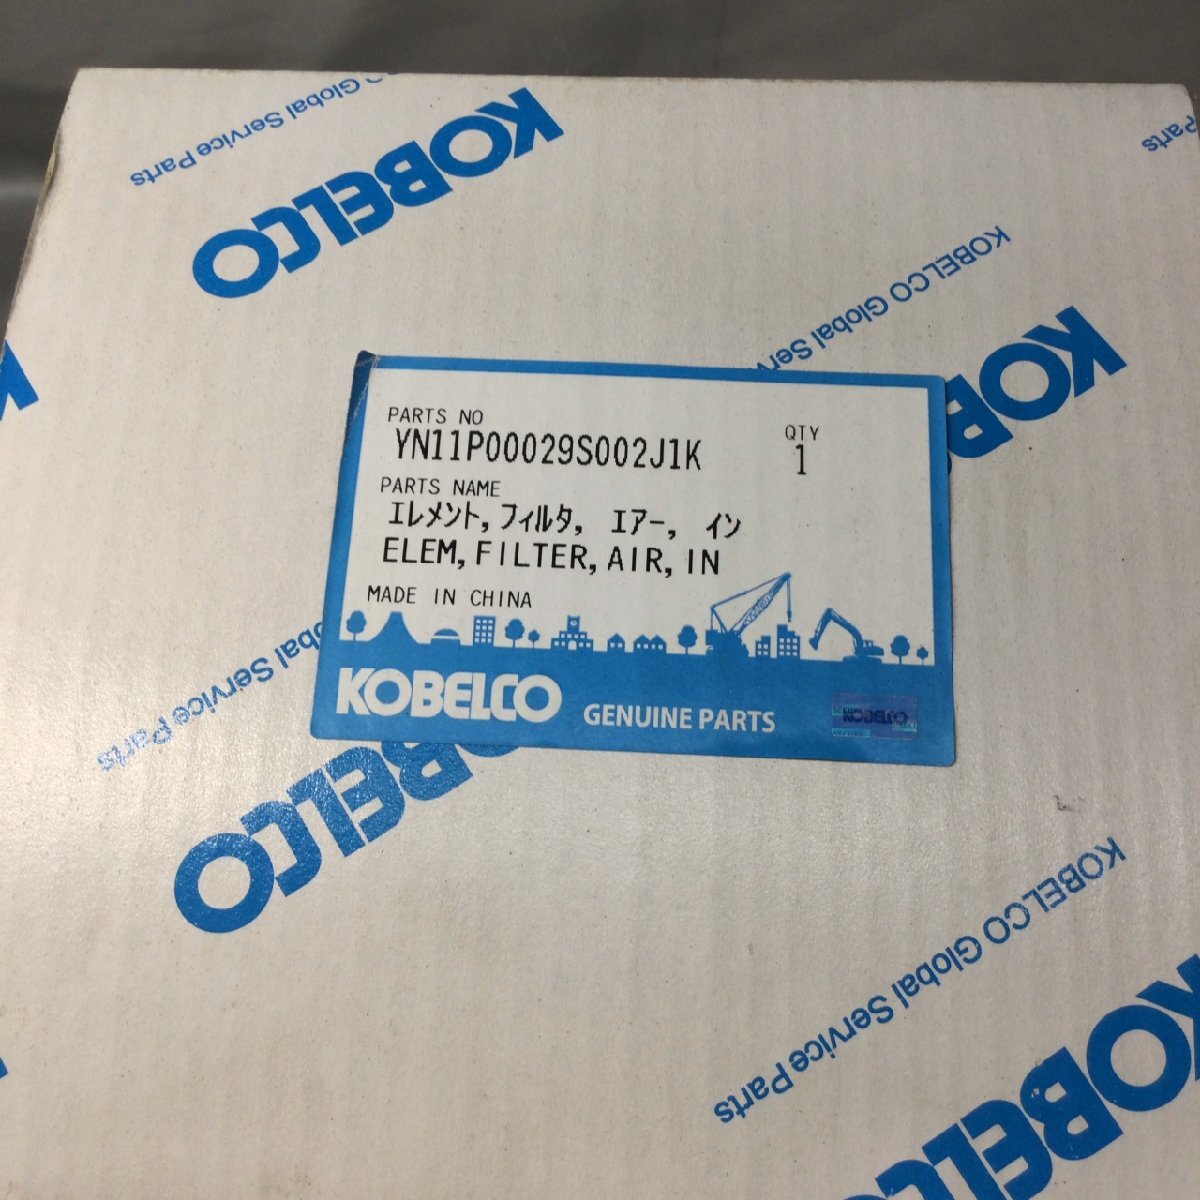 KOBELCO Global Service Parts
KOBELCO
Parts
KOBELCO Global Service Parts
KOBELCO
PARTS NO
YN11P00029S002J1K
QTY
1
PARTS NAME
エレメント, フィルタ, エアー, イン
ELEM, FILTER, AIR, IN
MADE IN CHINA
KOBELCO GENUINE PARTS
Global Service Parts
KOBELCO
KOBELCO Global Service Parts
KOBELCO